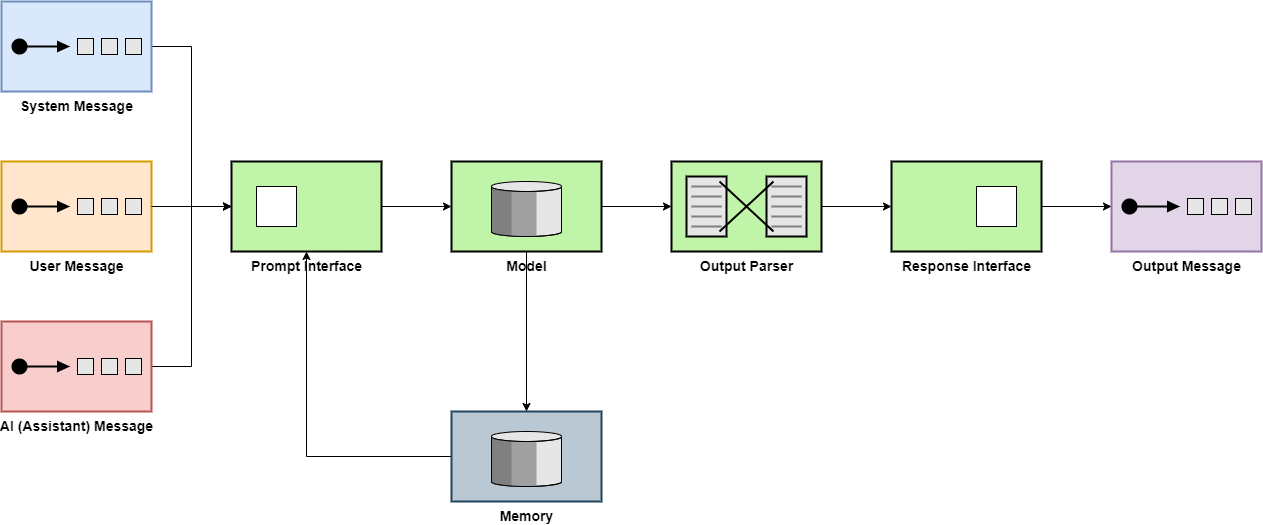 System Message
User Message
Prompt Interface
Model
Output Parser
Response Interface
Output Message
AI (Assistant) Message
Memory